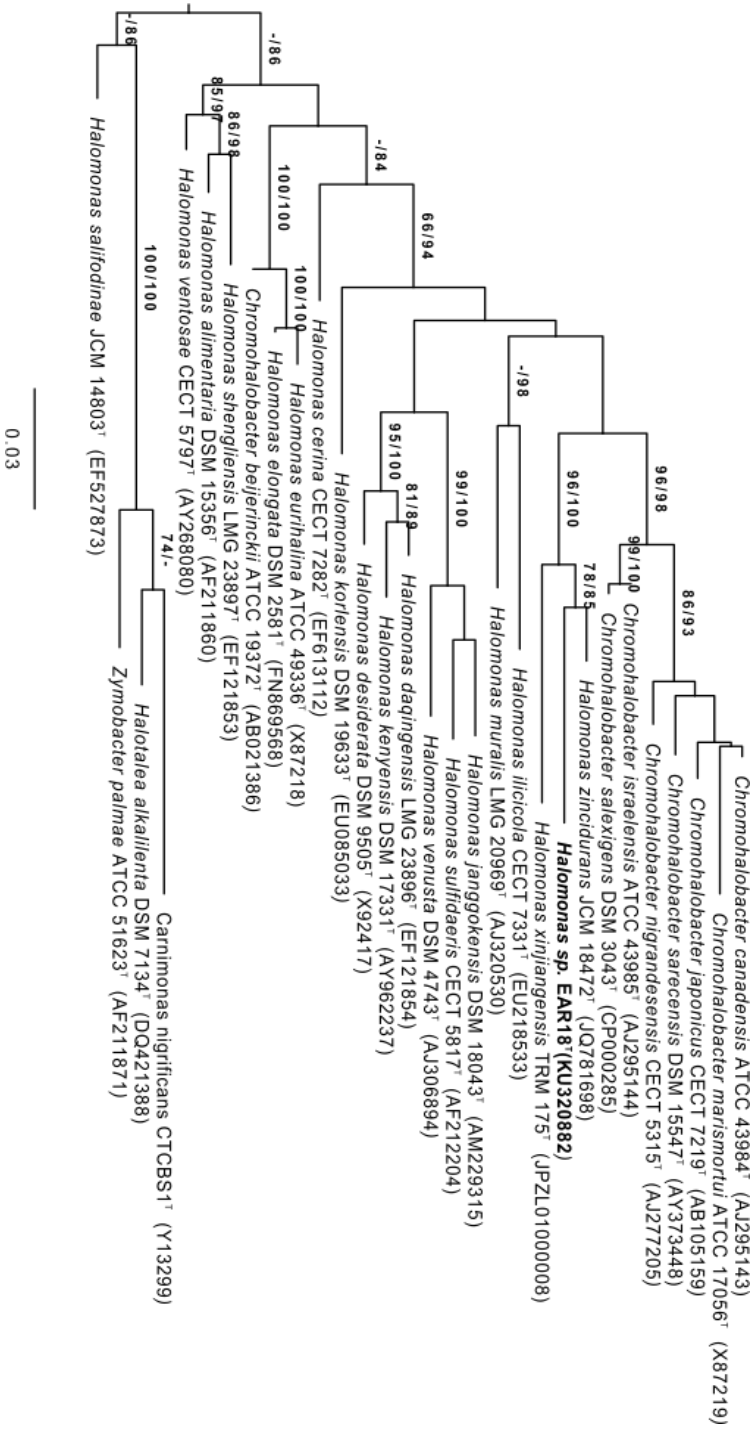 Chromohalobacter canadensis ATCC 43984ᵀ (AJ295143)
Chromohalobacter marismortui ATCC 17056ᵀ (X87219)
86/93
Chromohalobacter japonicus CECT 7219ᵀ (AB105159)
Chromohalobacter sarecensis DSM 15547ᵀ (AY373448)
96/98
Chromohalobacter nigrandesensis CECT 5315ᵀ (AJ277205)
99/100
Chromohalobacter israelensis ATCC 43985ᵀ (AJ295144)
Chromohalobacter salexigens DSM 3043ᵀ (CP000285)
78/85
Halomonas zincidurans JCM 18472ᵀ (JQ781698)
96/100
Halomonas sp. EAR18ᵀ(KU320882)
Halomonas xinjiangensis TRM 175ᵀ (JPZL01000008)
-/98
Halomonas ilicicola CECT 7331ᵀ (EU218533)
Halomonas muralis LMG 20969ᵀ (AJ320530)
Halomonas janggokensis DSM 18043ᵀ (AM229315)
99/100
Halomonas sulfidaeris CECT 5817ᵀ (AF212204)
Halomonas venusta DSM 4743ᵀ (AJ306894)
66/94
81/89
Halomonas daqingensis LMG 23896ᵀ (EF121854)
95/100
Halomonas kenyensis DSM 17331ᵀ (AY962237)
-/84
Halomonas desiderata DSM 9505ᵀ (X92417)
Halomonas korlensis DSM 19633ᵀ (EU085033)
Halomonas cerina CECT 7282ᵀ (EF613112)
100/100
Halomonas eurihalina ATCC 49336ᵀ (X87218)
100/100
Halomonas elongata DSM 2581ᵀ (FN869568)
-/86
Chromohalobacter beijerinckii ATCC 19372ᵀ (AB021386)
86/98
Halomonas shengliensis LMG 23897ᵀ (EF121853)
85/97
Halomonas alimentaria DSM 15356ᵀ (AF211860)
Halomonas ventosae CECT 5797ᵀ (AY268080)
74/-
Carnimonas nigrificans CTCBS1ᵀ (Y13299)
100/100
Halotalea alkalilenta DSM 7134ᵀ (DQ421388)
-/86
Zymobacter palmae ATCC 51623ᵀ (AF211871)
Halomonas salifodinae JCM 14803ᵀ (EF527873)
0.03